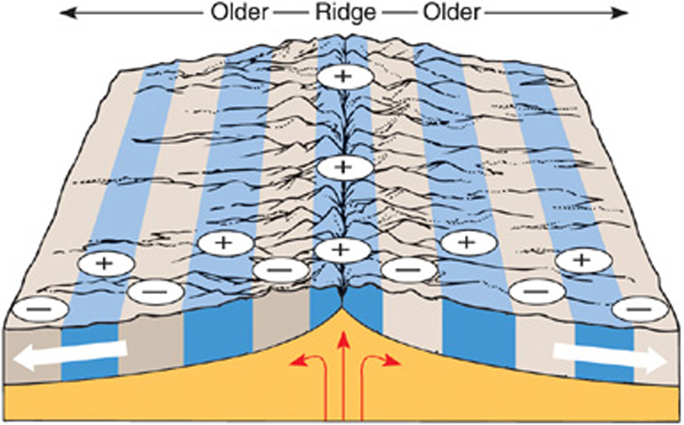 Older — Ridge — Older
+
+
+ + + + +
− − − −
− −